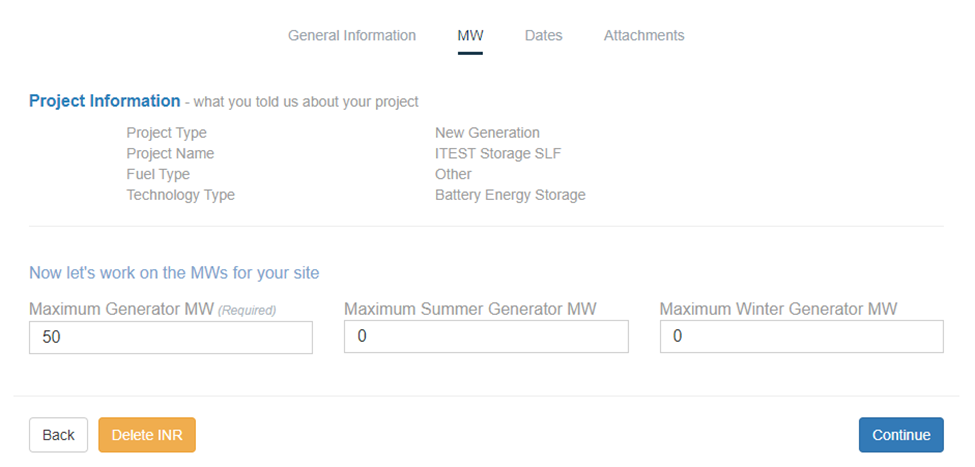 General Information MW Dates Attachments
Project Information - what you told us about your project
Project Type New Generation
Project Name ITEST Storage SLF
Fuel Type Other
Technology Type Battery Energy Storage
Now let's work on the MWs for your site
Maximum Generator MW (Required) Maximum Summer Generator MW Maximum Winter Generator MW
50 0 0
Back Delete INR Continue